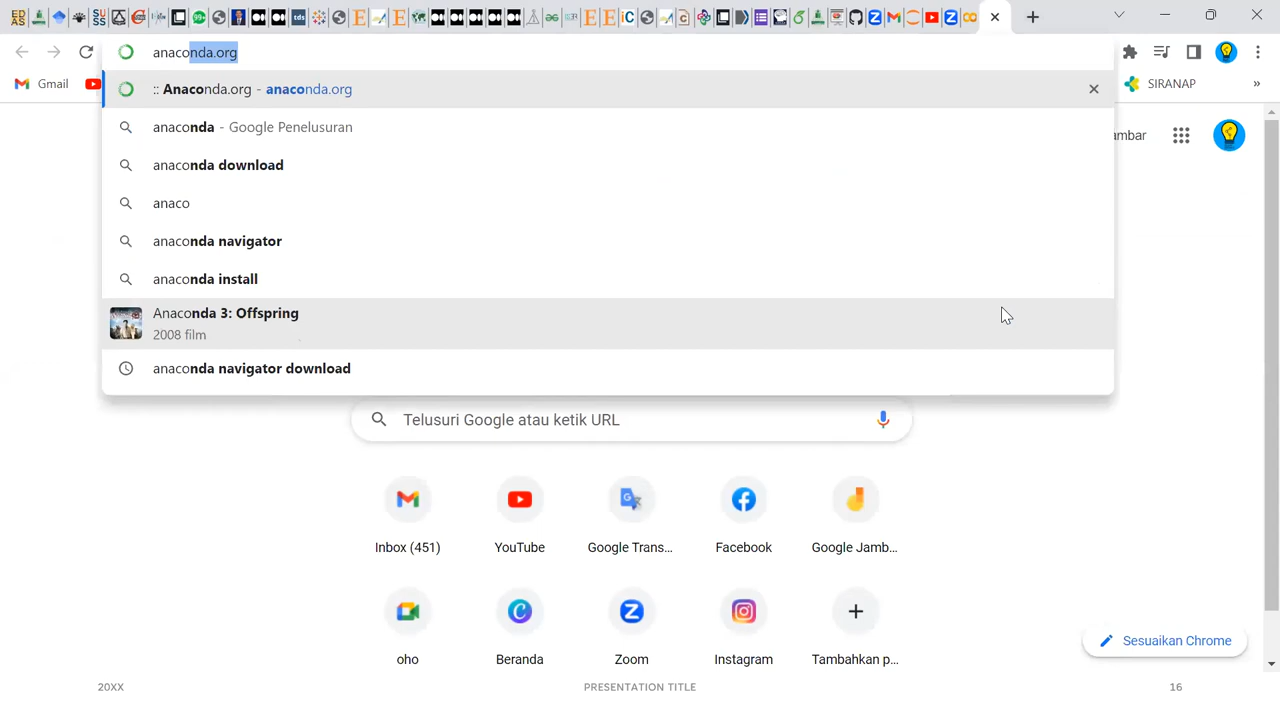 anaconda.org
:: Anaconda.org - anaconda.org
anaconda - Google Penelusuran
anaconda download
anaco
anaconda navigator
anaconda install
Anaconda 3: Offspring
2008 film
anaconda navigator download
Gmail
SIRANAP
»
ambar
Telusuri Google atau ketik URL
Inbox (451)
YouTube
Google Trans...
Facebook
Google Jamb...
oho
Beranda
Zoom
Instagram
Tambahkan p...
Sesuaikan Chrome
20XX
PRESENTATION TITLE
16